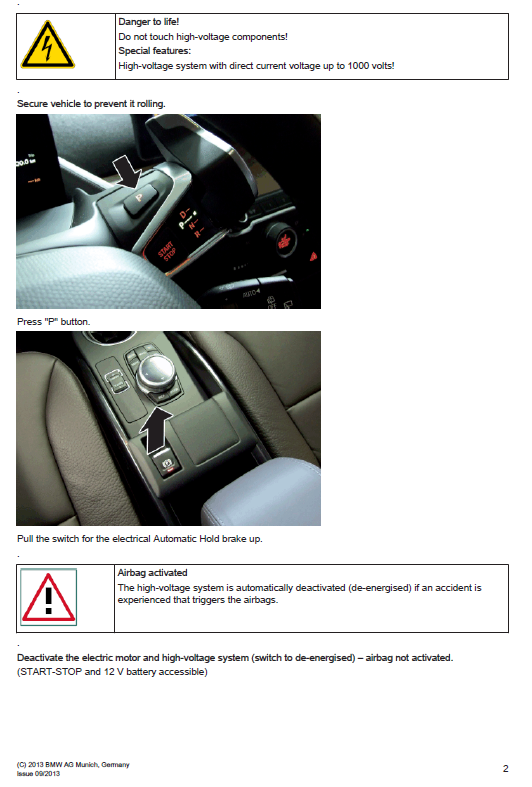 .
Danger to life!
Do not touch high-voltage components!
Special features:
High-voltage system with direct current voltage up to 1000 volts!
.
Secure vehicle to prevent it rolling.
P
D
P
N
R
START
STOP
AUTO
OFF
Press "P" button.
Pull the switch for the electrical Automatic Hold brake up.
.
Airbag activated
The high-voltage system is automatically deactivated (de-energised) if an accident is
experienced that triggers the airbags.
.
Deactivate the electric motor and high-voltage system (switch to de-energised) – airbag not activated.
(START-STOP and 12 V battery accessible)
(C) 2013 BMW AG Munich, Germany
Issue 09/2013
2